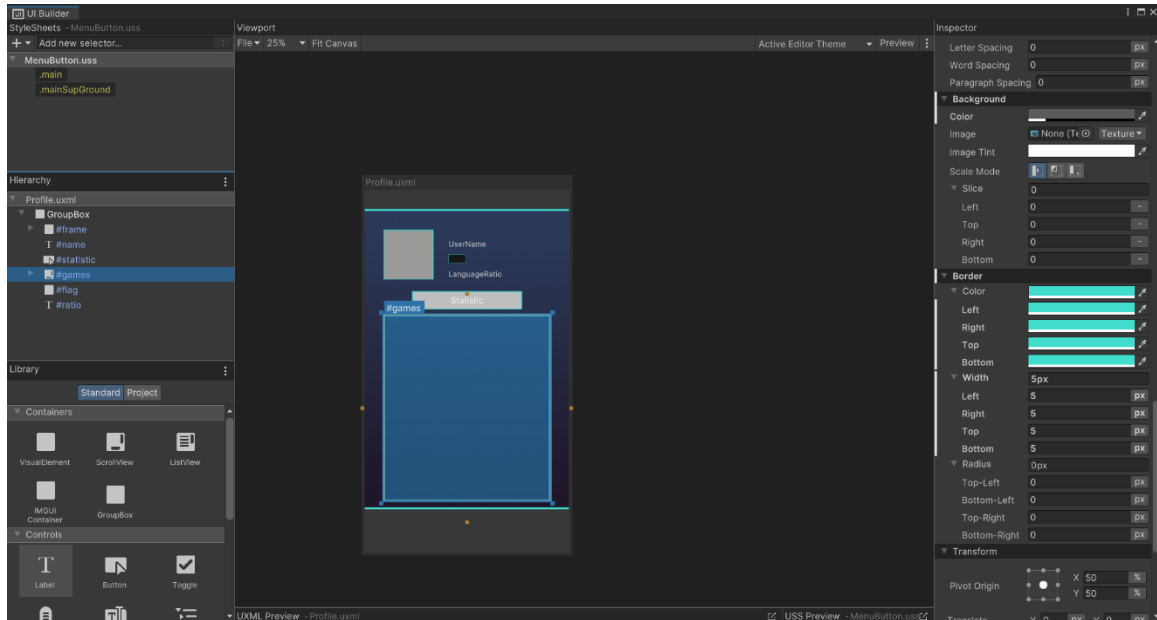 UI Builder
StyleSheets - MenuButton.uss
Add new selector...
MenuButton.uss
.main
.mainSupGround
Hierarchy
Profile.uxml
GroupBox
#frame
#name
#statistic
#games
#flag
#ratio
Library
Standard Project
Containers
VisualElement ScrollView ListView
IMGUI Container GroupBox
Controls
Label Button Toggle
Viewport
File 25% Fit Canvas Active Editor Theme Preview
Profile.uxml
UserName
LanguageRatio
Statistic
#games
UXML Preview - Profile.uxml USS Preview - MenuButton.uss
Inspector
Letter Spacing 0 px
Word Spacing 0 px
Paragraph Spacing 0 px
Background
Color
Image None (Te Texture
Image Tint
Scale Mode
Slice 0
Left 0 -
Top 0 -
Right 0 -
Bottom 0 -
Border
Color
Left
Right
Top
Bottom
Width 5px
Left 5 px
Right 5 px
Top 5 px
Bottom 5 px
Radius 0px
Top-Left 0 px
Bottom-Left 0 px
Top-Right 0 px
Bottom-Right 0 px
Transform
Pivot Origin X 50 %
Y 50 %
Translate X 0 px Y 0 px